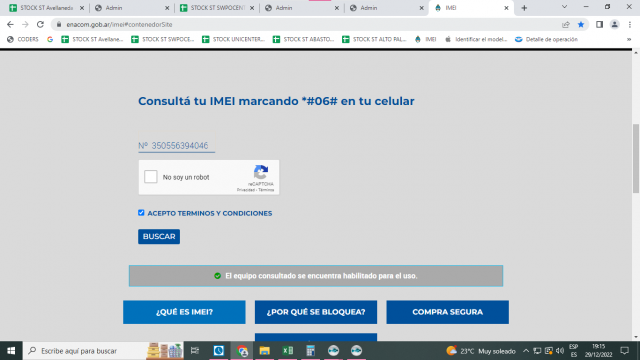 STOCK ST Avellaneda
Admin
STOCK ST SWPOCENT
Admin
Admin
IMEI
enacom.gob.ar/imei#contenedorSite
CODERS
STOCK ST Avellane...
STOCK ST SWPOCE...
STOCK UNICENTER...
STOCK ST ABASTO...
STOCK ST ALTO PAL...
IMEI
Identificar el model...
Detalle de operación
Consultá tu IMEI marcando *#06# en tu celular
Nº 350556394046
No soy un robot
reCAPTCHA
Privacidad - Términos
ACEPTO TERMINOS Y CONDICIONES
BUSCAR
El equipo consultado se encuentra habilitado para el uso.
¿QUÉ ES IMEI?
¿POR QUÉ SE BLOQUEA?
COMPRA SEGURA
Escribe aquí para buscar
23°C Muy soleado
ESP
19:15
29/12/2022